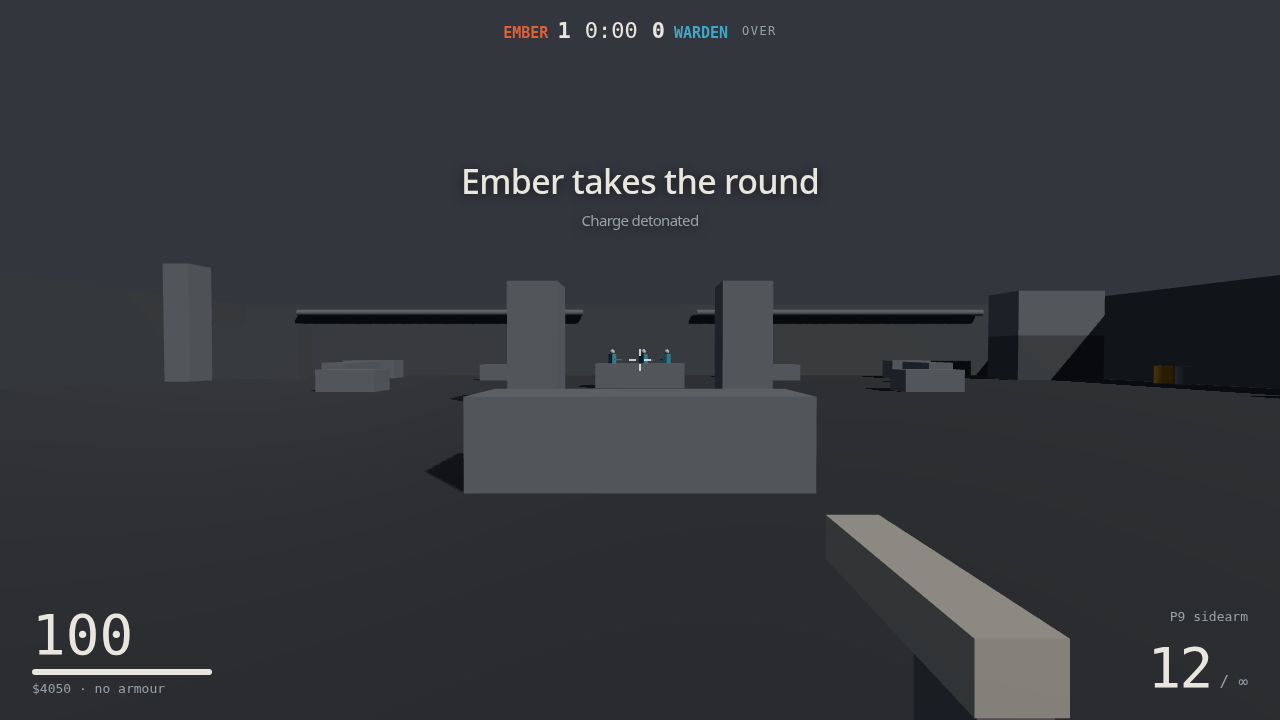 EMBER 1 0:00 0 WARDEN OVER
Ember takes the round
Charge detonated
100
$4050 · no armour
P9 sidearm
12 / ∞